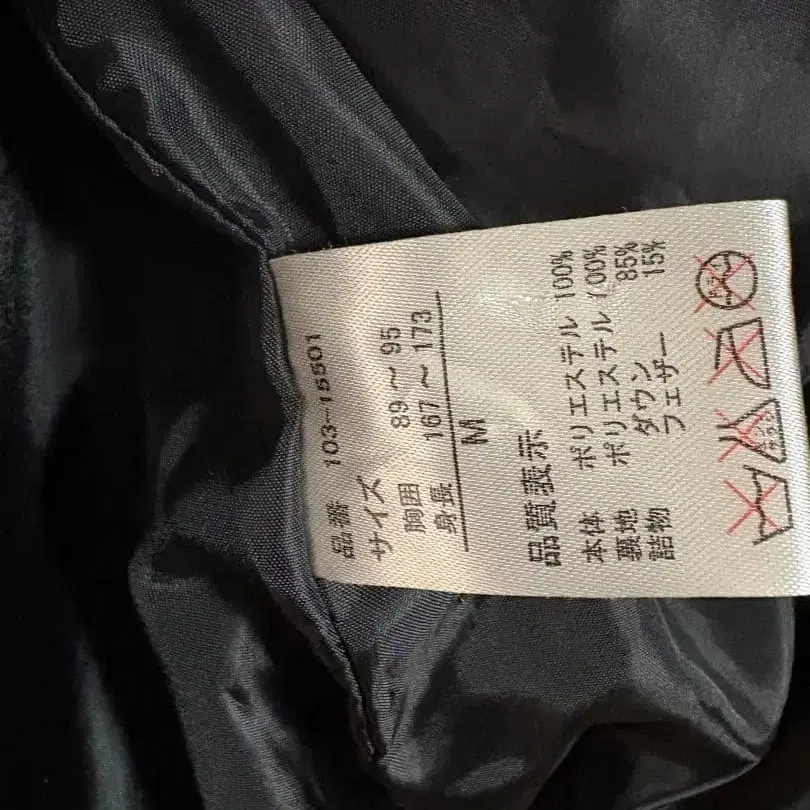 品番 103-15501
サイズ
胸囲 89～95
身長 167～173
M
品質表示
本体 ポリエステル 100%
裏地 ポリエステル 100%
詰物 ダウン 85%
フェザー 15%